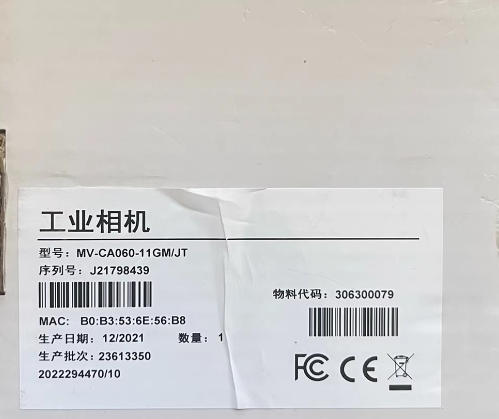 工业相机
型号: MV-CA060-11GM/JT
序列号: J21798439
物料代码: 306300079
MAC: B0:B3:53:6E:56:B8
生产日期: 12/2021 数量: 1
生产批次: 23613350
2022294470/10
FC CE